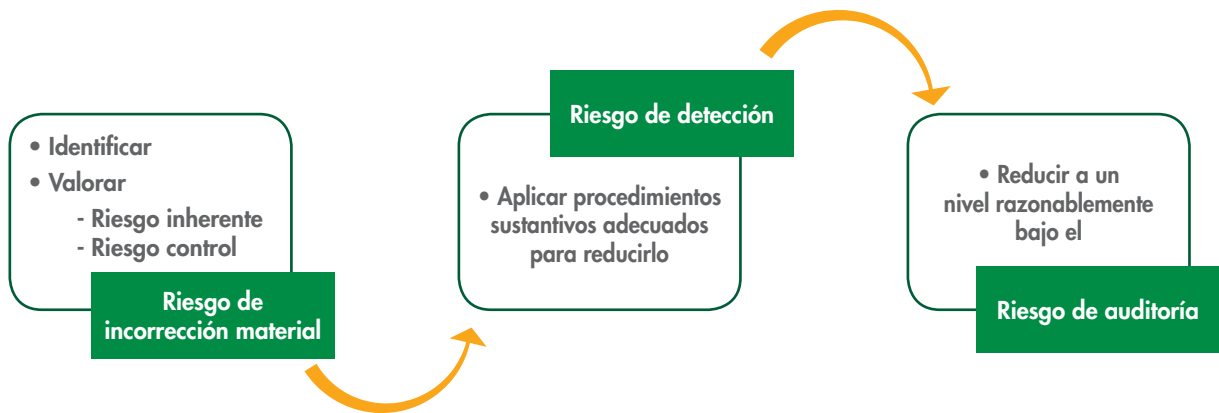 • Identificar
• Valorar
- Riesgo inherente
- Riesgo control
Riesgo de
incorrección material
Riesgo de detección
• Aplicar procedimientos
sustantivos adecuados
para reducirlo
• Reducir a un
nivel razonablemente
bajo el
Riesgo de auditoría